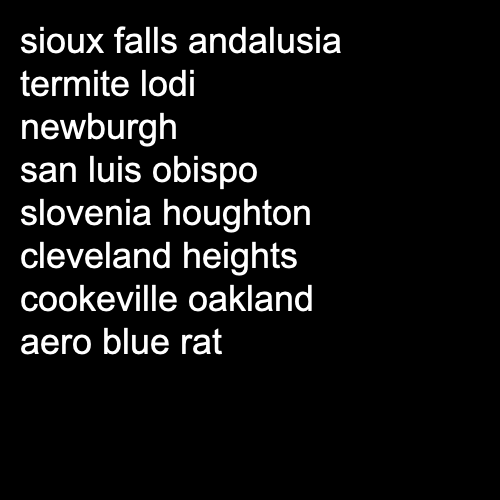 sioux falls andalusia
termite lodi
newburgh
san luis obispo
slovenia houghton
cleveland heights
cookeville oakland
aero blue rat